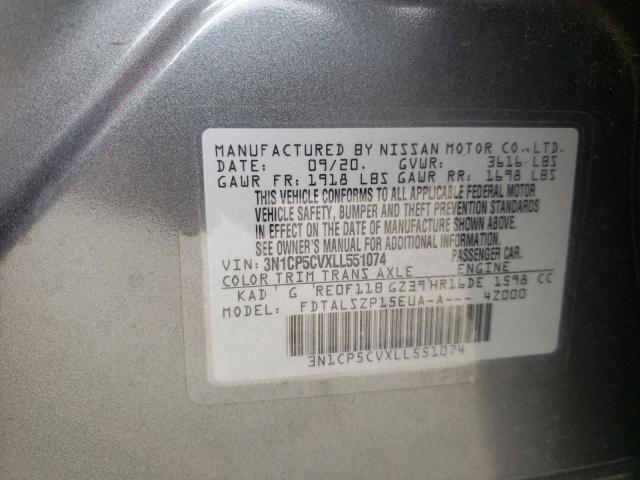 MANUFACTURED BY NISSAN MOTOR CO., LTD.
DATE: 09/20. GVWR: 3616 LBS
GAWR FR: 1918 LBS GAWR RR: 1698 LBS
THIS VEHICLE CONFORMS TO ALL APPLICABLE FEDERAL MOTOR
VEHICLE SAFETY, BUMPER AND THEFT PREVENTION STANDARDS
IN EFFECT ON THE DATE OF MANUFACTURE SHOWN ABOVE.
SEE OWNER'S MANUAL FOR ADDITIONAL INFORMATION.
VIN: 3N1CP5CVXLL551074 PASSENGER CAR.
COLOR TRIM TRANS AXLE ENGINE
KAD G RE0F11B GZ39 HR16DE 1598 CC
MODEL: FDTALSZP15EUA-A--- 4Z000
3N1CP5CVXLL551074